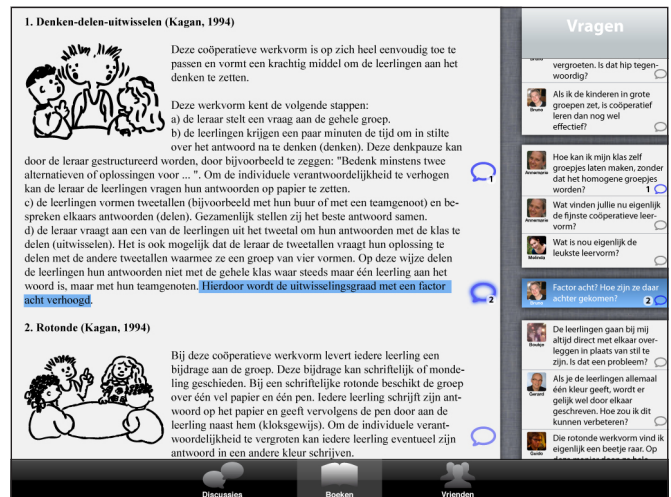 1. Denken-delen-uitwisselen (Kagan, 1994)
Deze coöperatieve werkvorm is op zich heel eenvoudig toe te
passen en vormt een krachtig middel om de leerlingen aan het
denken te zetten.
Deze werkvorm kent de volgende stappen:
a) de leraar stelt een vraag aan de gehele groep.
b) de leerlingen krijgen een paar minuten de tijd om in stilte
over het antwoord na te denken (denken). Deze denkpauze kan
door de leraar gestructureerd worden, door bijvoorbeeld te zeggen: "Bedenk minstens twee
alternatieven of oplossingen voor ... ". Om de individuele verantwoordelijkheid te verhogen
kan de leraar de leerlingen vragen hun antwoorden op papier te zetten.
c) de leerlingen vormen tweetallen (bijvoorbeeld met hun buur of met een teamgenoot) en be-
spreken elkaars antwoorden (delen). Gezamenlijk stellen zij het beste antwoord samen.
d) de leraar vraagt aan een van de leerlingen uit het tweetal om hun antwoorden met de klas te
delen (uitwisselen). Het is ook mogelijk dat de leraar de tweetallen vraagt hun oplossing te
delen met de andere tweetallen waarmee ze een groep van vier vormen. Op deze wijze delen
de leerlingen hun antwoorden niet met de gehele klas waar steeds maar één leerling aan het
woord is, maar met hun teamgenoten. Hierdoor wordt de uitwisselingsgraad met een factor
acht verhoogd.
1
2
2. Rotonde (Kagan, 1994)
Bij deze coöperatieve werkvorm levert iedere leerling een
bijdrage aan de groep. Deze bijdrage kan schriftelijk of monde-
ling geschieden. Bij een schriftelijke rotonde beschikt de groep
over één vel papier en één pen. Iedere leerling schrijft zijn ant-
woord op het papier en geeft vervolgens de pen door aan de
leerling naast hem (kloksgewijs). Om de individuele verant-
woordelijkheid te vergroten kan iedere leerling eventueel zijn
antwoord in een andere kleur schrijven.
Vragen
vergroeten. Is dat hip tegen-
woordig?
Als ik de kinderen in grote
groepen zet, is coöperatief
leren dan nog wel
effectief?
Bruno
Hoe kan ik mijn klas zelf
groepjes laten maken, zonder
dat het homogene groepjes
worden?
1
Annemarie
Wat vinden jullie nu eigenlijk
de fijnste coöperatieve leer-
vorm?
Annemarie
Wat is nou eigenlijk de
leukste leervorm?
Melinda
Factor acht? Hoe zijn ze daar
achter gekomen?
2
Bruno
De leerlingen gaan bij mij
altijd direct met elkaar over-
leggen in plaats van stil te
zijn. Is dat een probleem?
Boukje
Als je de leerlingen allemaal
één kleur geeft, wordt er
gelijk wel door elkaar
geschreven. Hoe zou ik dit
kunnen verbeteren?
Gerard
Die rotonde werkvorm vind ik
eigenlijk een beetje raar. Op
Guido
Discussies
Boeken
Vrienden